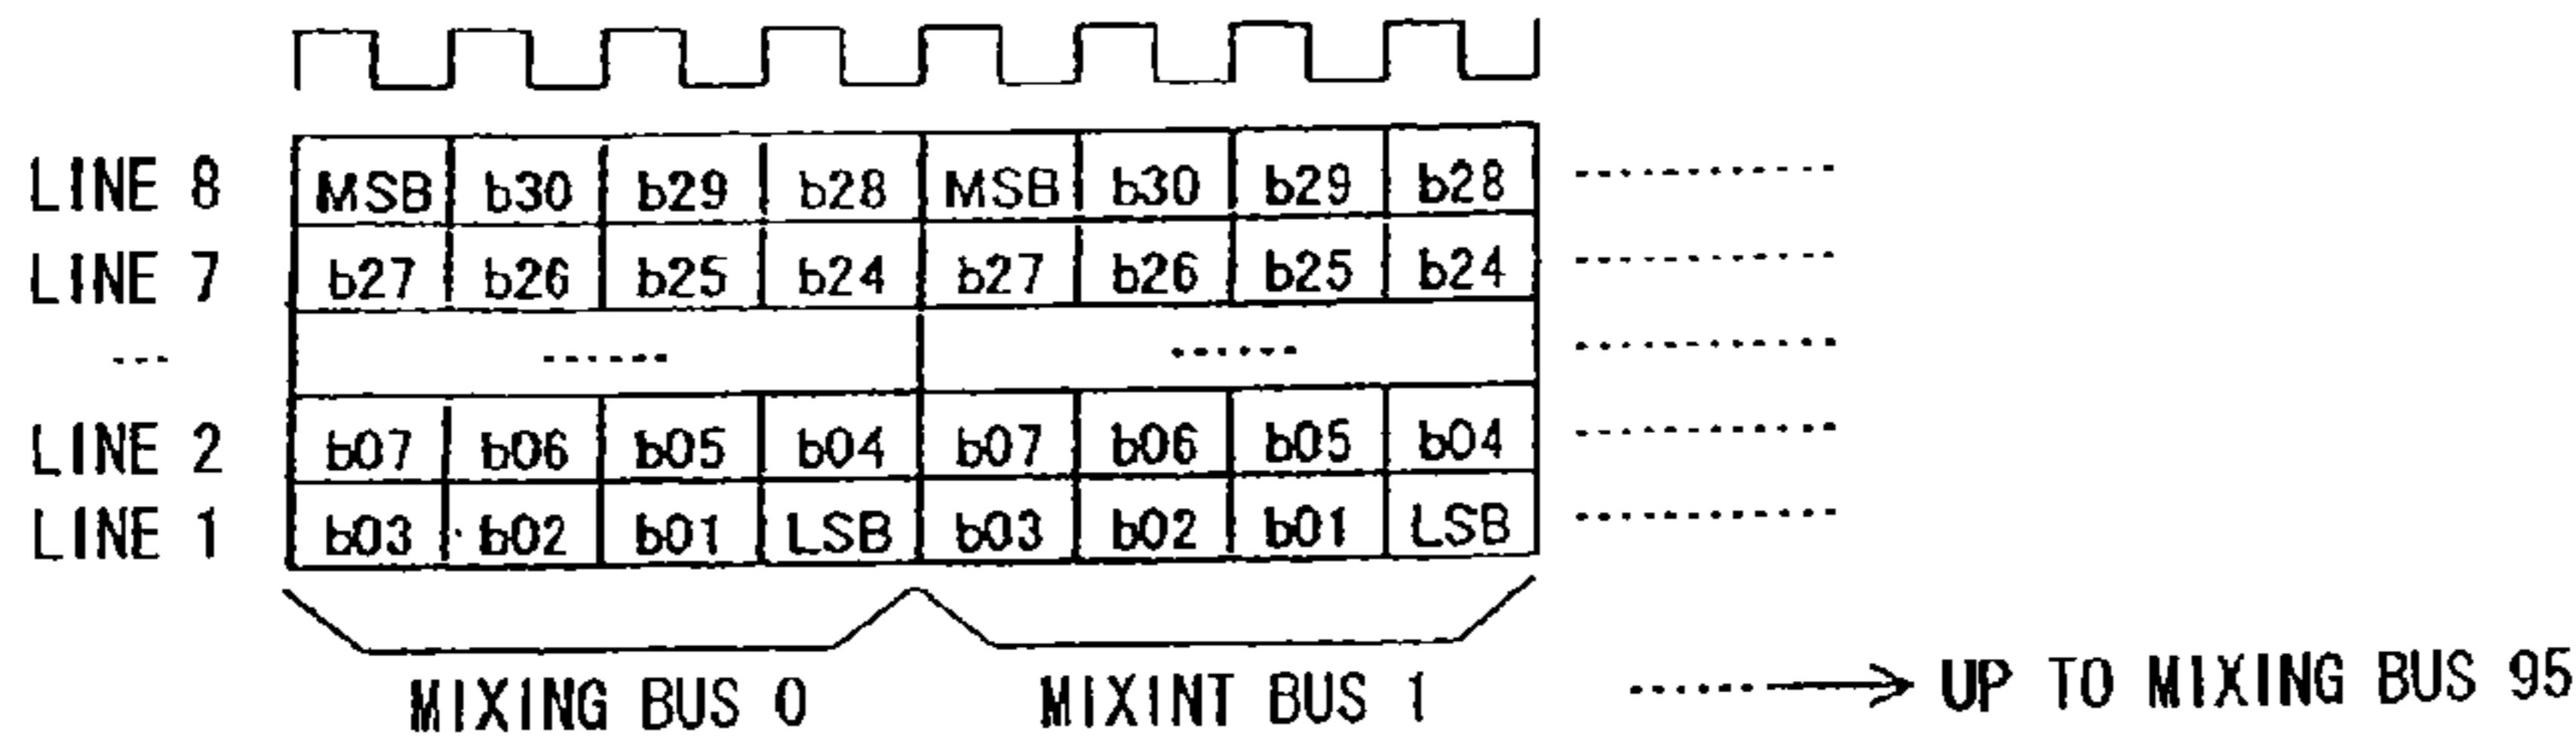 LINE 8 MSB b30 b29 b28 MSB b30 b29 b28 ............
LINE 7 b27 b26 b25 b24 b27 b26 b25 b24 ............
... ...... ...... ............
LINE 2 b07 b06 b05 b04 b07 b06 b05 b04 ............
LINE 1 b03 b02 b01 LSB b03 b02 b01 LSB ............
MIXING BUS 0 MIXINT BUS 1 ......→ UP TO MIXING BUS 95